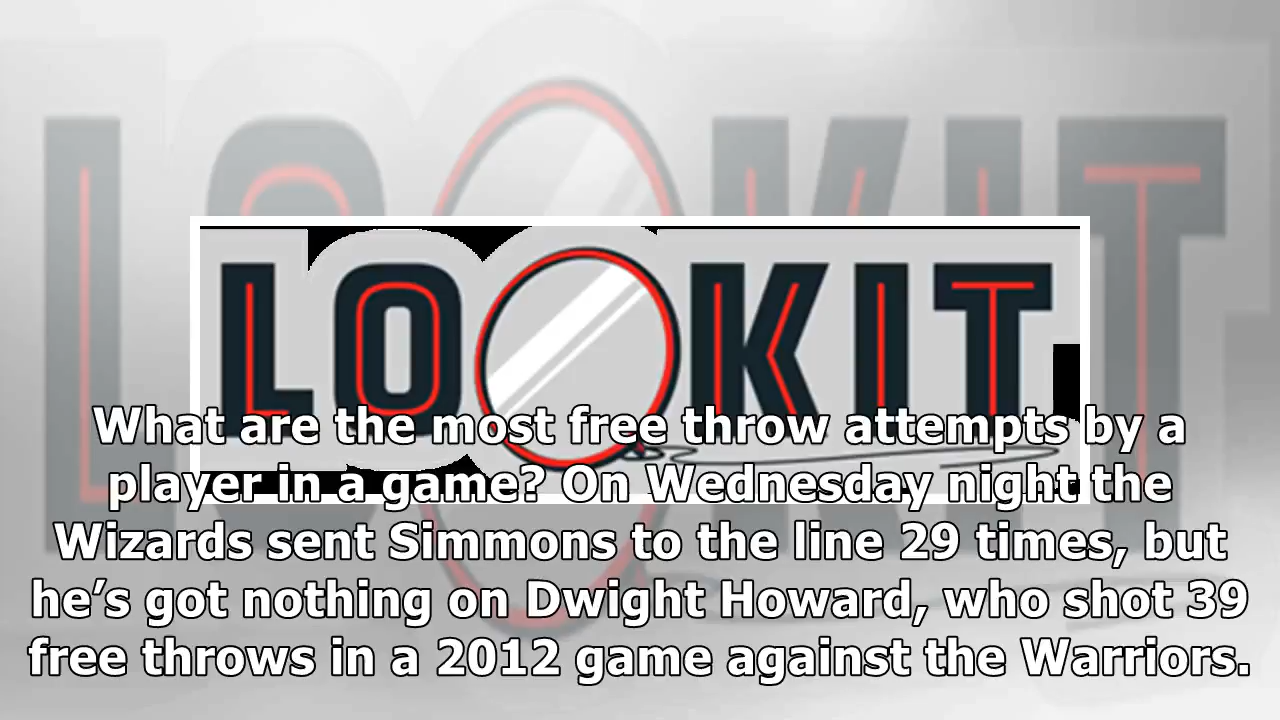 LOOKIT
What are the most free throw attempts by a
player in a game? On Wednesday night the
Wizards sent Simmons to the line 29 times, but
he’s got nothing on Dwight Howard, who shot 39
free throws in a 2012 game against the Warriors.